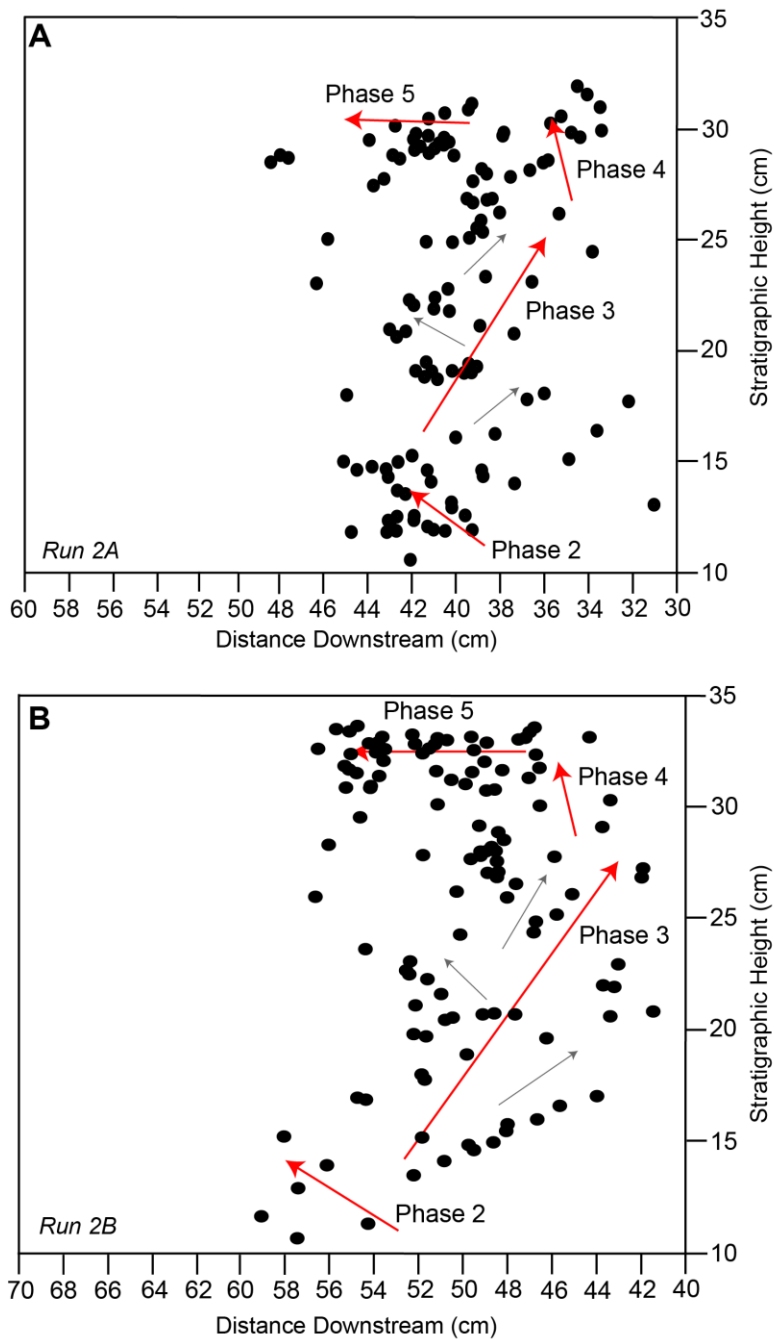 A
35
Phase 5
30
Phase 4
25
Phase 3
20
15
Phase 2
Run 2A
10
60 58 56 54 52 50 48 46 44 42 40 38 36 34 32 30
Distance Downstream (cm)
Stratigraphic Height (cm)
B
35
Phase 5
Phase 4
30
25
Phase 3
20
15
Phase 2
Run 2B
10
70 68 66 64 62 60 58 56 54 52 50 48 46 44 42 40
Distance Downstream (cm)
Stratigraphic Height (cm)